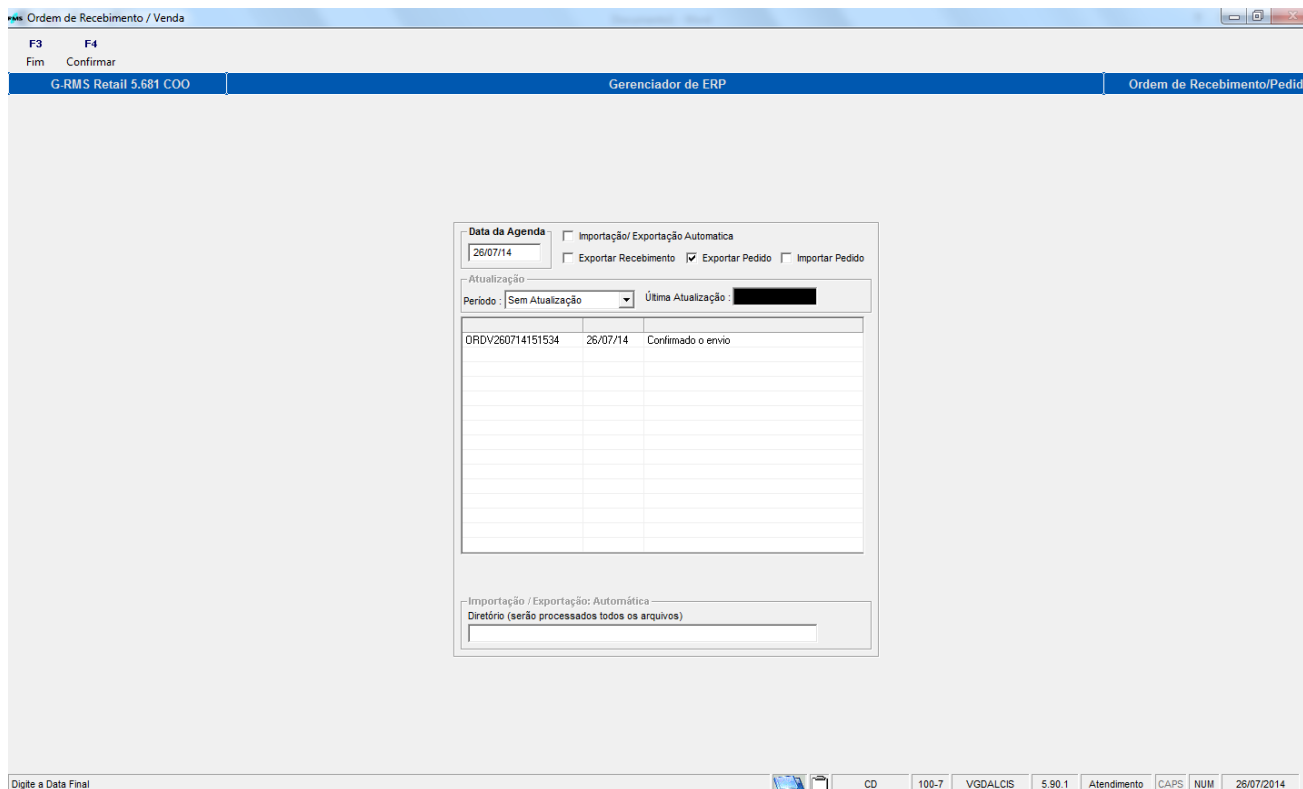 RMS Ordem de Recebimento / Venda
F3 F4
Fim Confirmar
G-RMS Retail 5.681 COO Gerenciador de ERP Ordem de Recebimento/Pedid
Data da Agenda Importação/ Exportação Automatica
26/07/14 Exportar Recebimento Exportar Pedido Importar Pedido
Atualização
Período : Sem Atualização Última Atualização :
ORDV260714151534 26/07/14 Confirmado o envio
Importação / Exportação: Automática
Diretório (serão processados todos os arquivos)
Digite a Data Final CD 100-7 VGDALCIS 5.90.1 Atendimento CAPS NUM 26/07/2014